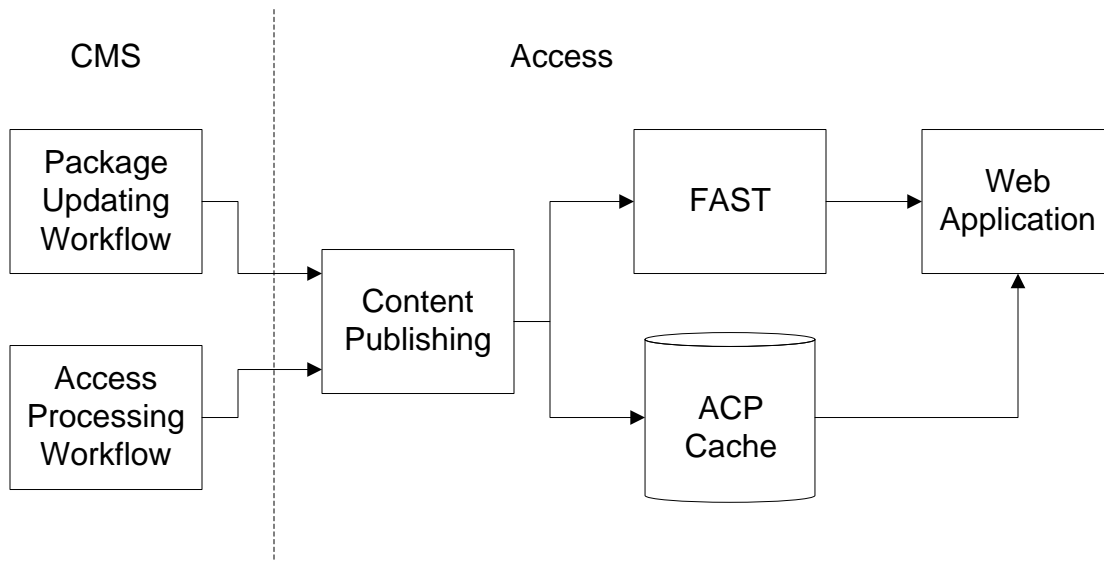 CMS
Access
Package
Updating
Workflow
FAST
Web
Application
Content
Publishing
Access
Processing
Workflow
ACP
Cache